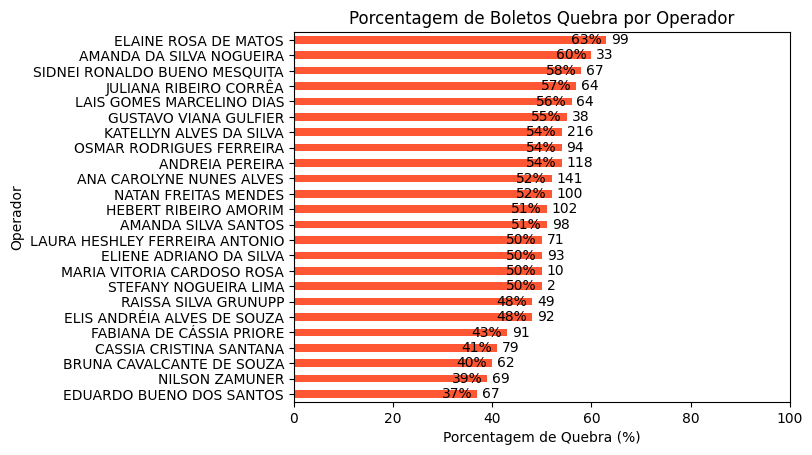 Porcentagem de Boletos Quebra por Operador
ELAINE ROSA DE MATOS 63% 99
AMANDA DA SILVA NOGUEIRA 60% 33
SIDNEI RONALDO BUENO MESQUITA 58% 67
JULIANA RIBEIRO CORRÊA 57% 64
LAIS GOMES MARCELINO DIAS 56% 64
GUSTAVO VIANA GULFIER 55% 38
KATELLYN ALVES DA SILVA 54% 216
OSMAR RODRIGUES FERREIRA 54% 94
ANDREIA PEREIRA 54% 118
ANA CAROLYNE NUNES ALVES 52% 141
NATAN FREITAS MENDES 52% 100
HEBERT RIBEIRO AMORIM 51% 102
AMANDA SILVA SANTOS 51% 98
LAURA HESHLEY FERREIRA ANTONIO 50% 71
ELIENE ADRIANO DA SILVA 50% 93
MARIA VITORIA CARDOSO ROSA 50% 10
STEFANY NOGUEIRA LIMA 50% 2
RAISSA SILVA GRUNUPP 48% 49
ELIS ANDRÉIA ALVES DE SOUZA 48% 92
FABIANA DE CÁSSIA PRIORE 43% 91
CASSIA CRISTINA SANTANA 41% 79
BRUNA CAVALCANTE DE SOUZA 40% 62
NILSON ZAMUNER 39% 69
EDUARDO BUENO DOS SANTOS 37% 67
Operador
0 20 40 60 80 100
Porcentagem de Quebra (%)